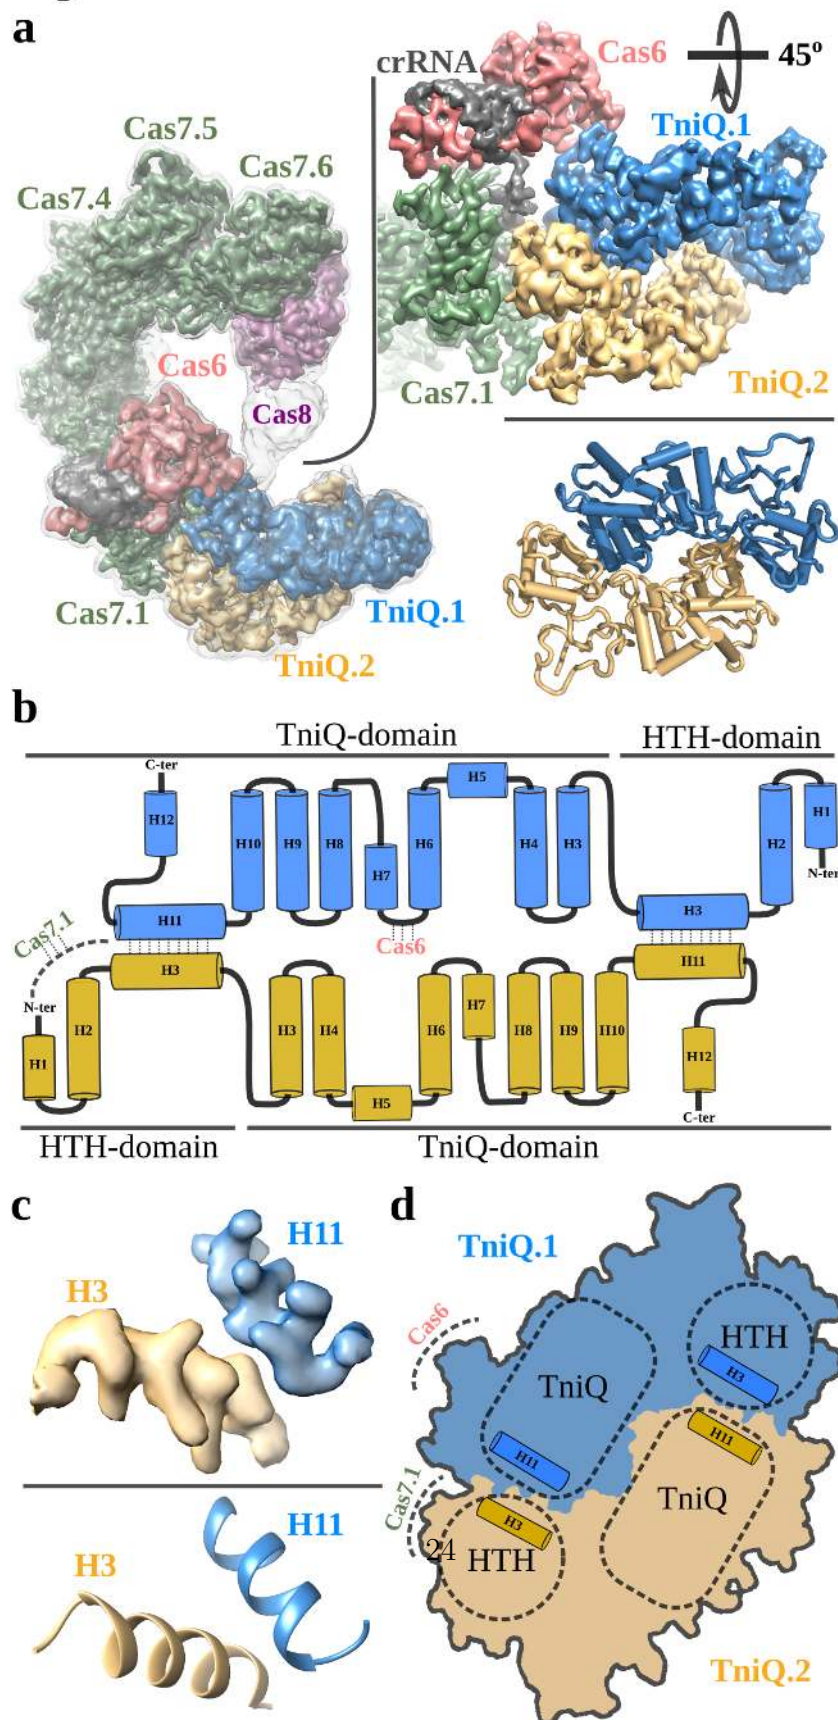 a
crRNA
Cas6
45°
TniQ.1
Cas7.5
Cas7.6
Cas7.4
Cas6
Cas8
Cas7.1
TniQ.2
Cas7.1
TniQ.1
TniQ.2
b
TniQ-domain
HTH-domain
C-ter
H12
H10
H9
H8
H7
H6
H5
H4
H3
H2
H1
N-ter
H11
H3
Cas7.1
Cas6
H3
H11
N-ter
H1
H2
H3
H4
H5
H6
H7
H8
H9
H10
H12
C-ter
HTH-domain
TniQ-domain
c
H11
H3
H11
H3
d
TniQ.1
Cas6
HTH
H3
TniQ
H11
H11
TniQ
Cas7.1
H3
24
HTH
TniQ.2